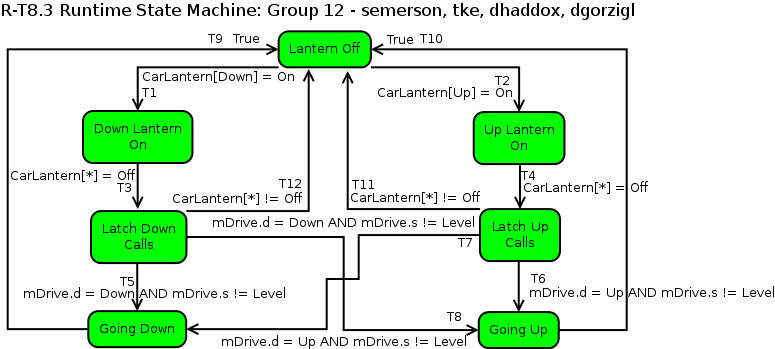 R-T8.3 Runtime State Machine: Group 12 - semerson, tke, dhaddox, dgorzigl
T9 True
True T10
Lantern Off
CarLantern[Down] = On
T1
T2
CarLantern[Up] = On
Down Lantern
On
Up Lantern
On
CarLantern[*] = Off
T3
T12
CarLantern[*] != Off
T11
CarLantern[*] != Off
T4
CarLantern[*] = Off
Latch Down
Calls
mDrive.d = Down AND mDrive.s != Level
T7
Latch Up
Calls
T5
mDrive.d = Down AND mDrive.s != Level
T6
mDrive.d = Up AND mDrive.s != Level
Going Down
T8
mDrive.d = Up AND mDrive.s != Level
Going Up